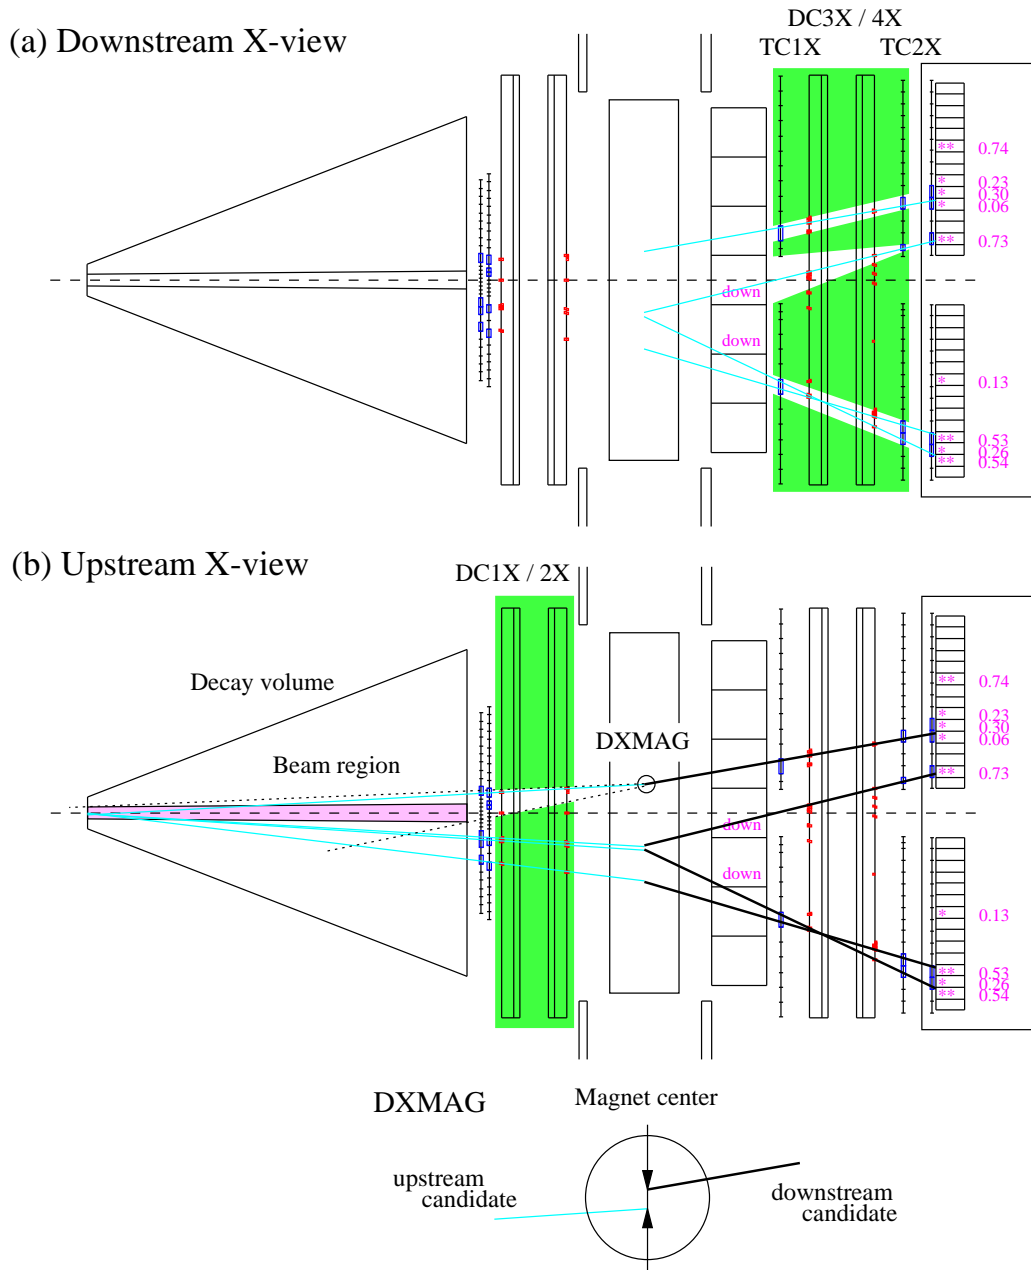 (a) Downstream X-view
DC3X / 4X
TC1X
TC2X
** 0.74
* 0.23
* 0.30
* 0.06
** 0.73
down
down
* 0.13
** 0.53
* 0.26
** 0.54
(b) Upstream X-view
DC1X / 2X
Decay volume
Beam region
DXMAG
** 0.74
* 0.23
* 0.30
* 0.06
** 0.73
down
down
* 0.13
** 0.53
* 0.26
** 0.54
DXMAG
Magnet center
upstream
candidate
downstream
candidate